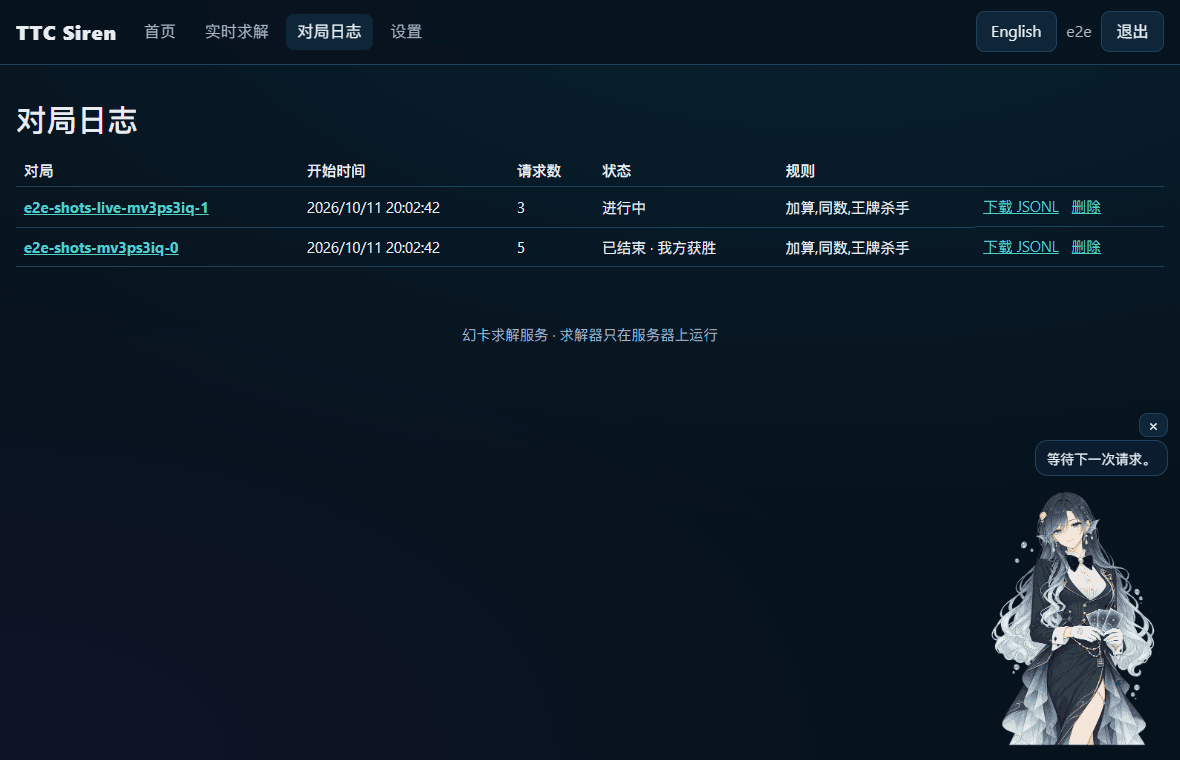 TTC Siren 首页 实时求解 对局日志 设置 English e2e 退出
对局日志
对局 开始时间 请求数 状态 规则
e2e-shots-live-mv3ps3iq-1 2026/10/11 20:02:42 3 进行中 加算,同数,王牌杀手 下载 JSONL 删除
e2e-shots-mv3ps3iq-0 2026/10/11 20:02:42 5 已结束 · 我方获胜 加算,同数,王牌杀手 下载 JSONL 删除
幻卡求解服务 · 求解器只在服务器上运行
×
等待下一次请求。